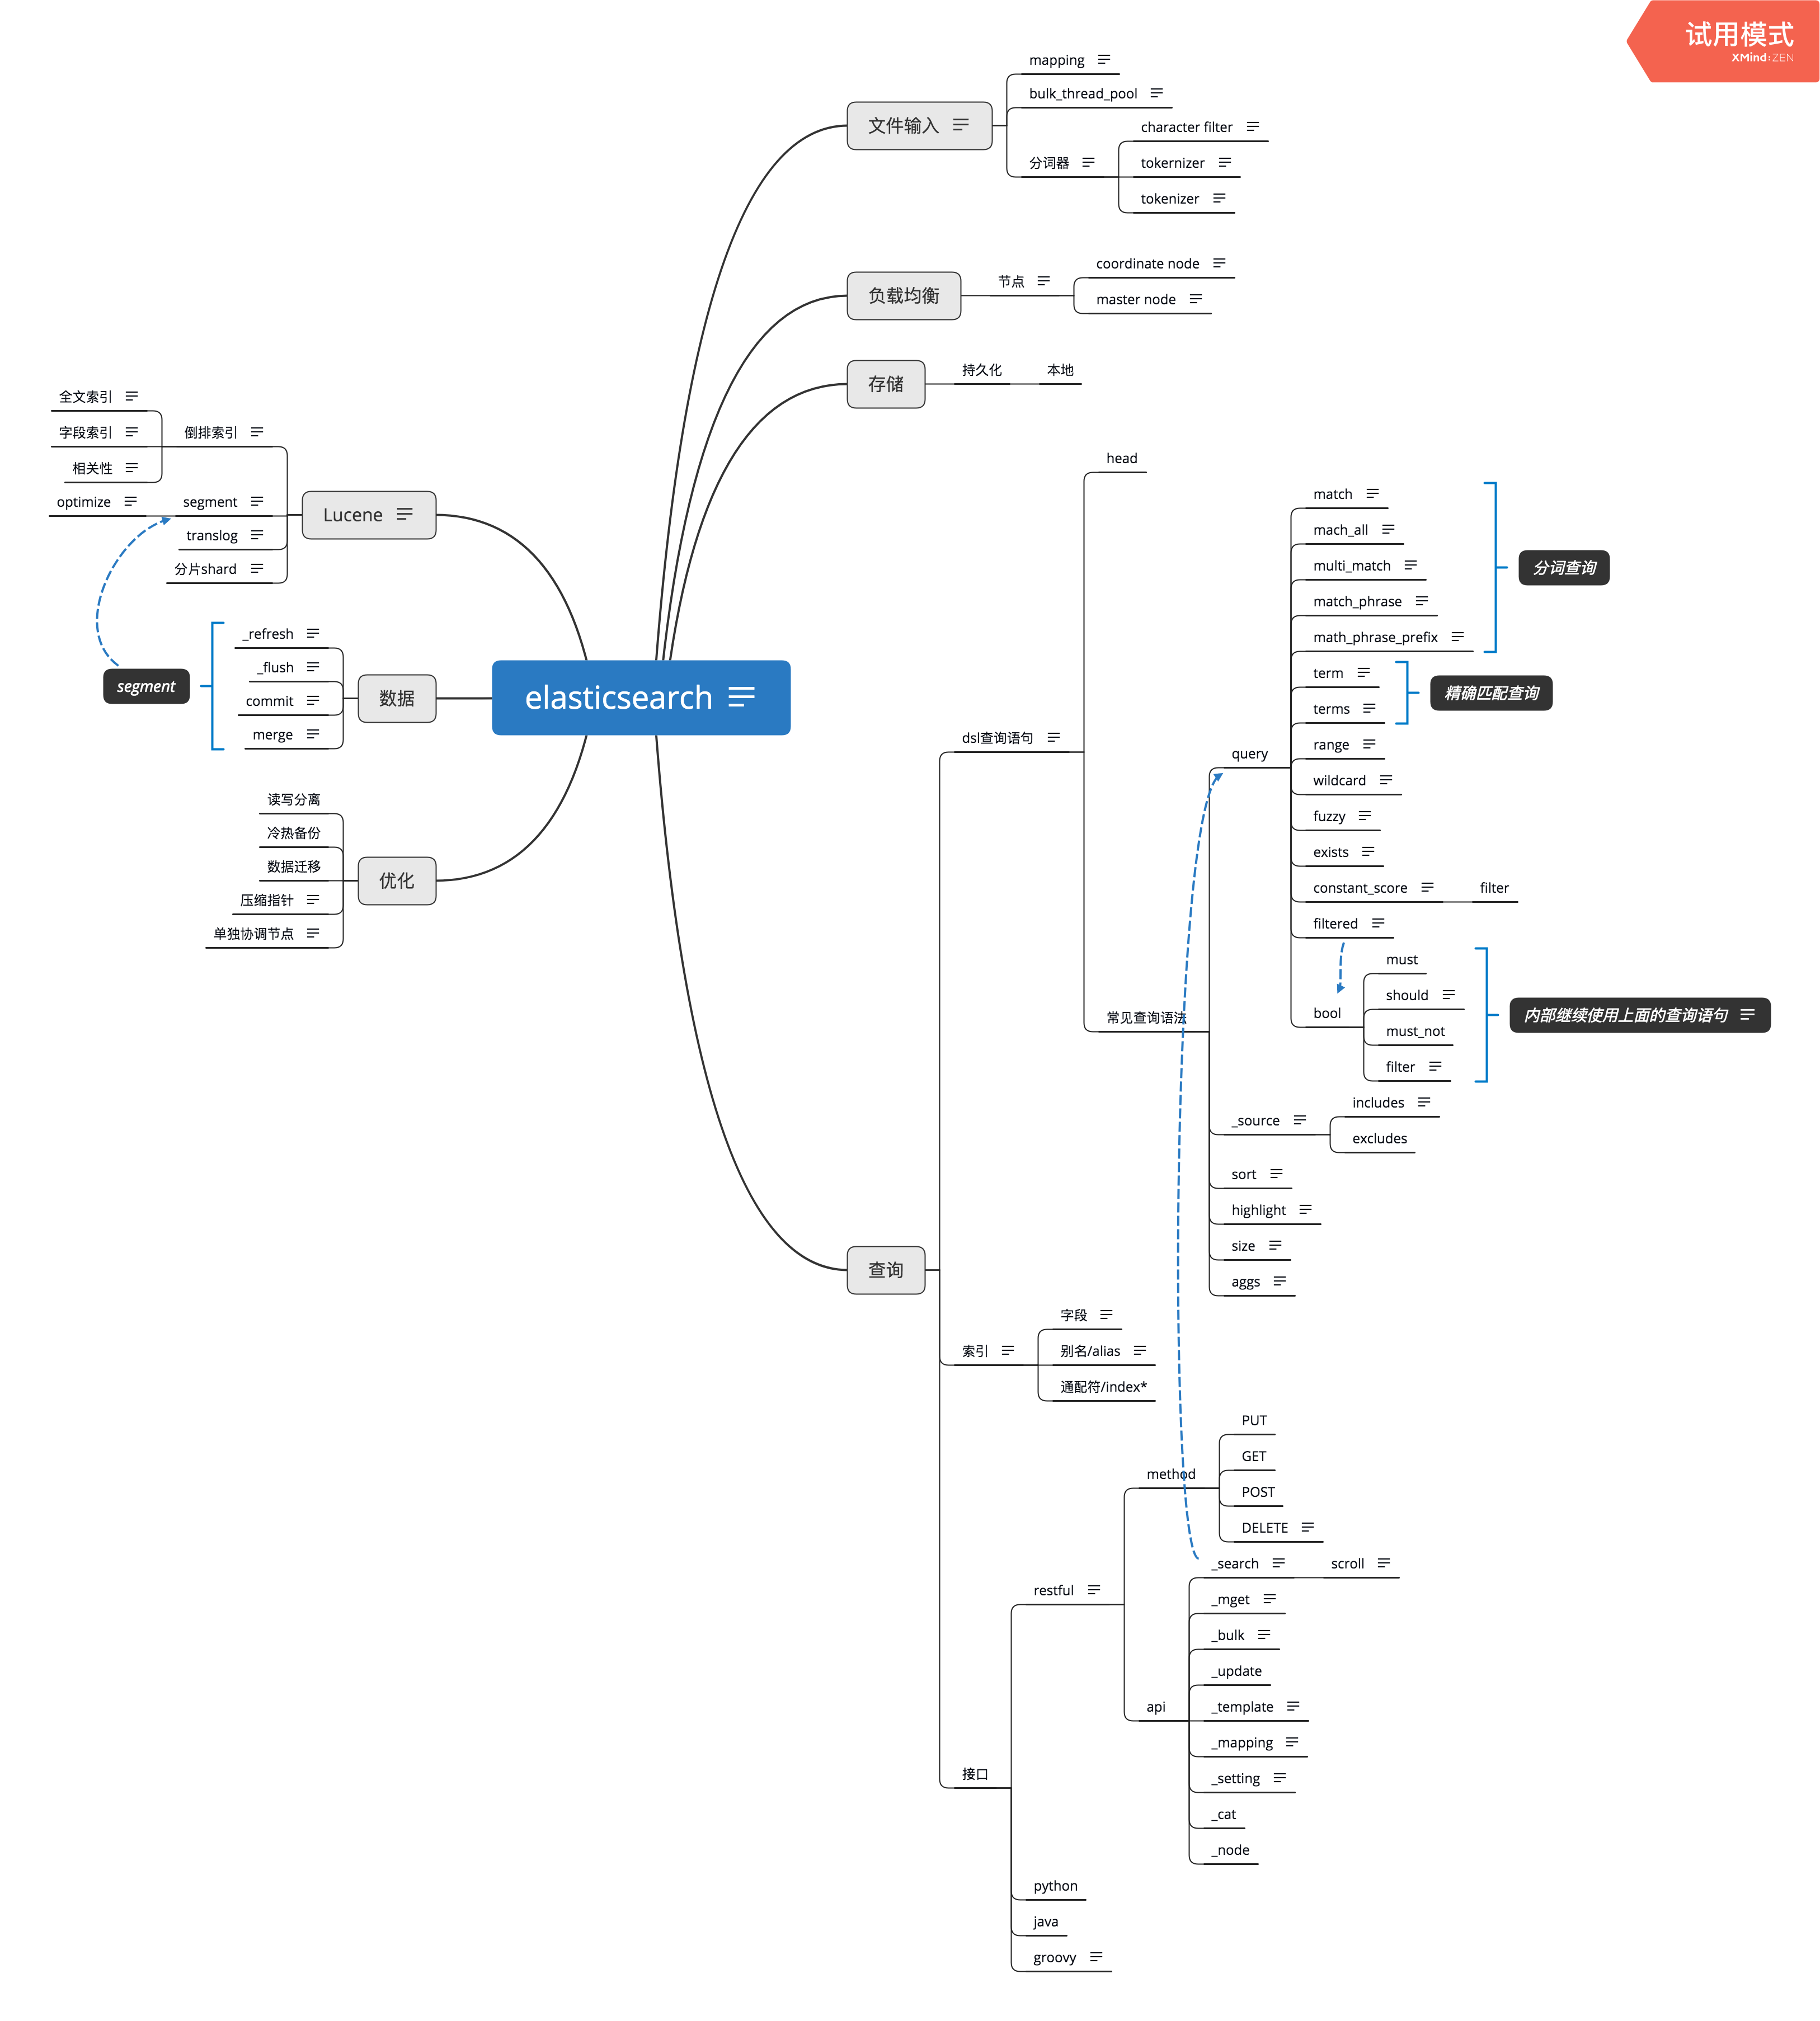 试用模式
XMind:ZEN
elasticsearch
文件输入
mapping
bulk_thread_pool
分词器
character filter
tokernizer
tokenizer
负载均衡
节点
coordinate node
master node
存储
持久化
本地
查询
dsl查询语句
head
常见查询语法
query
match
mach_all
multi_match
match_phrase
math_phrase_prefix
分词查询
term
terms
精确匹配查询
range
wildcard
fuzzy
exists
constant_score
filter
filtered
bool
must
should
must_not
filter
内部继续使用上面的查询语句
_source
includes
excludes
sort
highlight
size
aggs
索引
字段
别名/alias
通配符/index*
接口
restful
method
PUT
GET
POST
DELETE
api
_search
scroll
_mget
_bulk
_update
_template
_mapping
_setting
_cat
_node
python
java
groovy
Lucene
倒排索引
全文索引
字段索引
相关性
segment
optimize
translog
分片shard
数据
_refresh
_flush
commit
merge
segment
优化
读写分离
冷热备份
数据迁移
压缩指针
单独协调节点